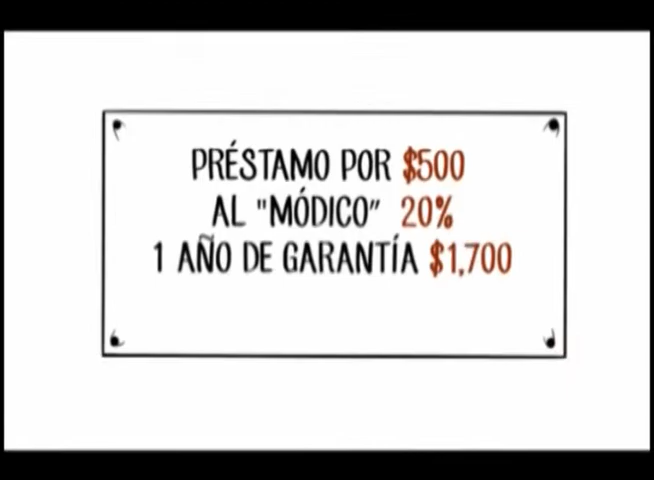 PRÉSTAMO POR $500
AL "MÓDICO" 20%
1 AÑO DE GARANTÍA $1,700